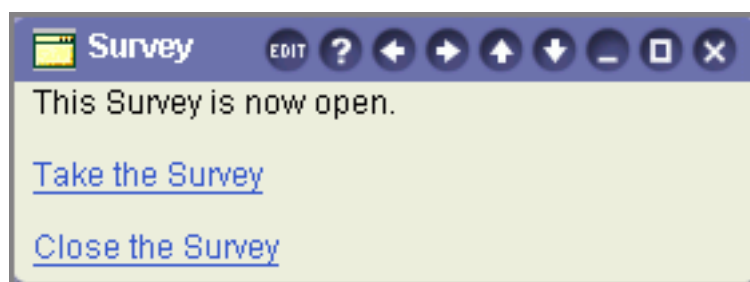 Survey EDIT ?
This Survey is now open.
Take the Survey
Close the Survey